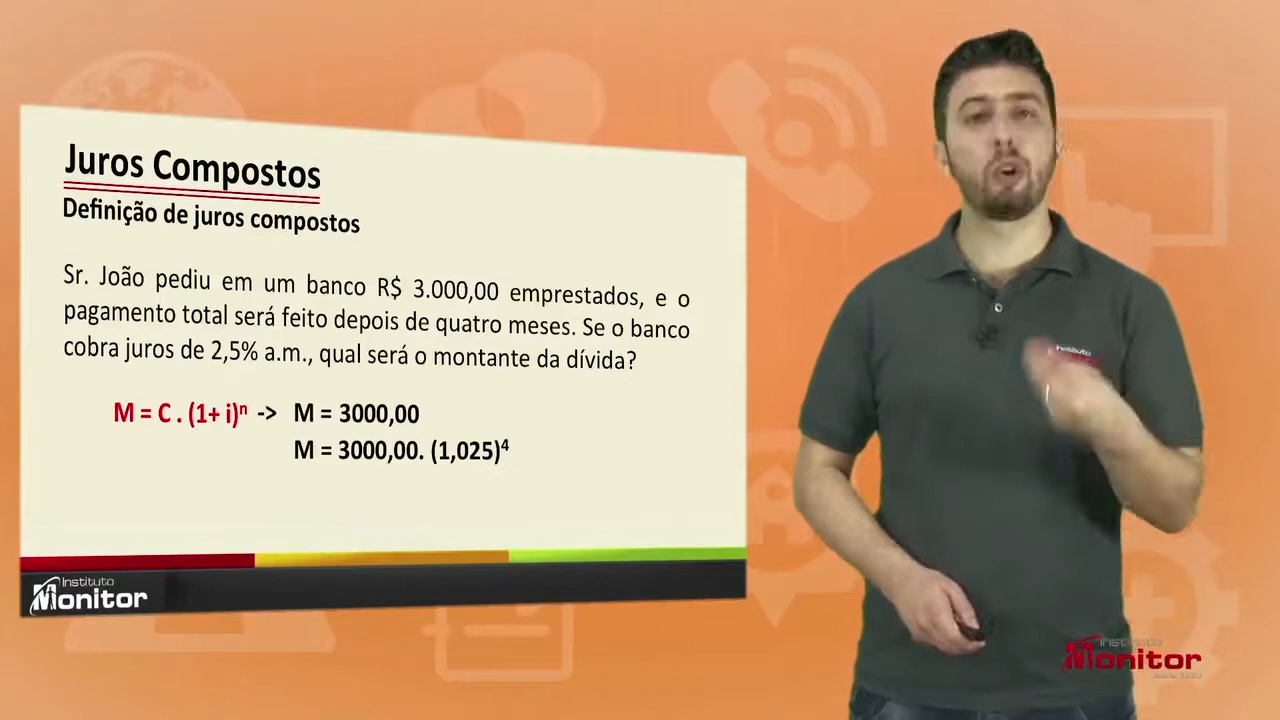 Juros Compostos
Definição de juros compostos
Sr. João pediu em um banco R$ 3.000,00 emprestados, e o
pagamento total será feito depois de quatro meses. Se o banco
cobra juros de 2,5% a.m., qual será o montante da dívida?
M = C . (1+ i)ⁿ -> M = 3000,00
M = 3000,00. (1,025)⁴
Instituto
Monitor
Instituto
Instituto
Monitor